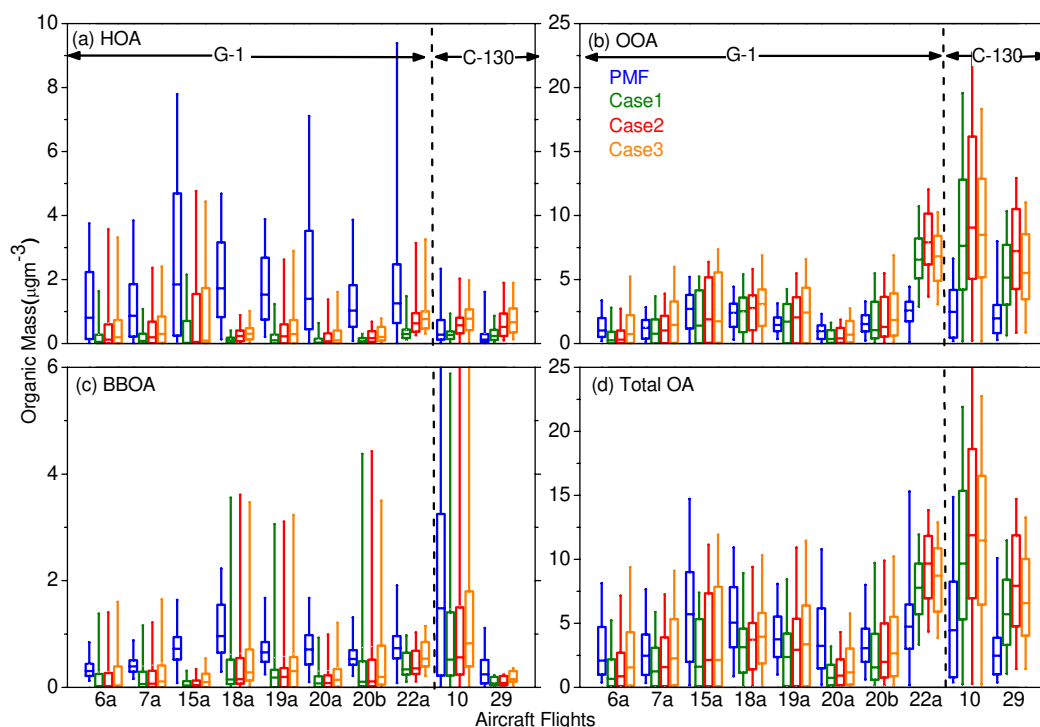 (a) HOA
G-1
C-130
(b) OOA
G-1
C-130
PMF
Case1
Case2
Case3
10
8
6
4
2
0
25
20
15
10
5
0
Organic Mass(μgm-3)
(c) BBOA
(d) Total OA
6
4
2
0
25
20
15
10
5
0
6a 7a 15a 18a 19a 20a 20b 22a 10 29
6a 7a 15a 18a 19a 20a 20b 22a 10 29
Aircraft Flights